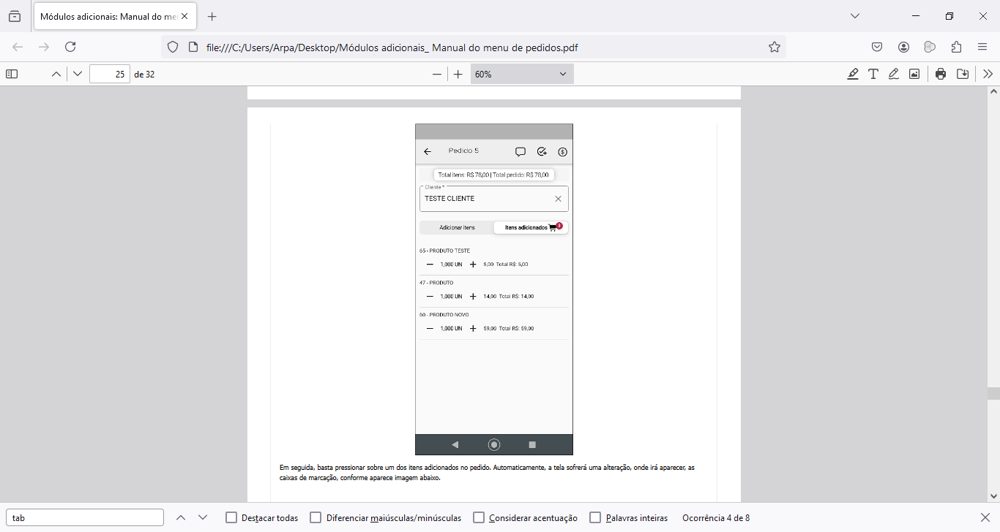 Módulos adicionais: Manual do me
file:///C:/Users/Arpa/Desktop/Módulos adicionais_ Manual do menu de pedidos.pdf
25 de 32
60%
Pedido 5
Total itens: R$ 78,00 | Total pedido: R$ 78,00
Cliente *
TESTE CLIENTE
Adicionar itens
Itens adicionados 3
65 - PRODUTO TESTE
1,000 UN 5,00 Total R$: 5,00
47 - PRODUTO
1,000 UN 14,00 Total R$: 14,00
60 - PRODUTO NOVO
1,000 UN 59,00 Total R$: 59,00
Em seguida, basta pressionar sobre um dos itens adicionados no pedido. Automaticamente, a tela sofrerá uma alteração, onde irá aparecer, as
caixas de marcação, conforme aparece imagem abaixo.
tab
Destacar todas
Diferenciar maiúsculas/minúsculas
Considerar acentuação
Palavras inteiras
Ocorrência 4 de 8